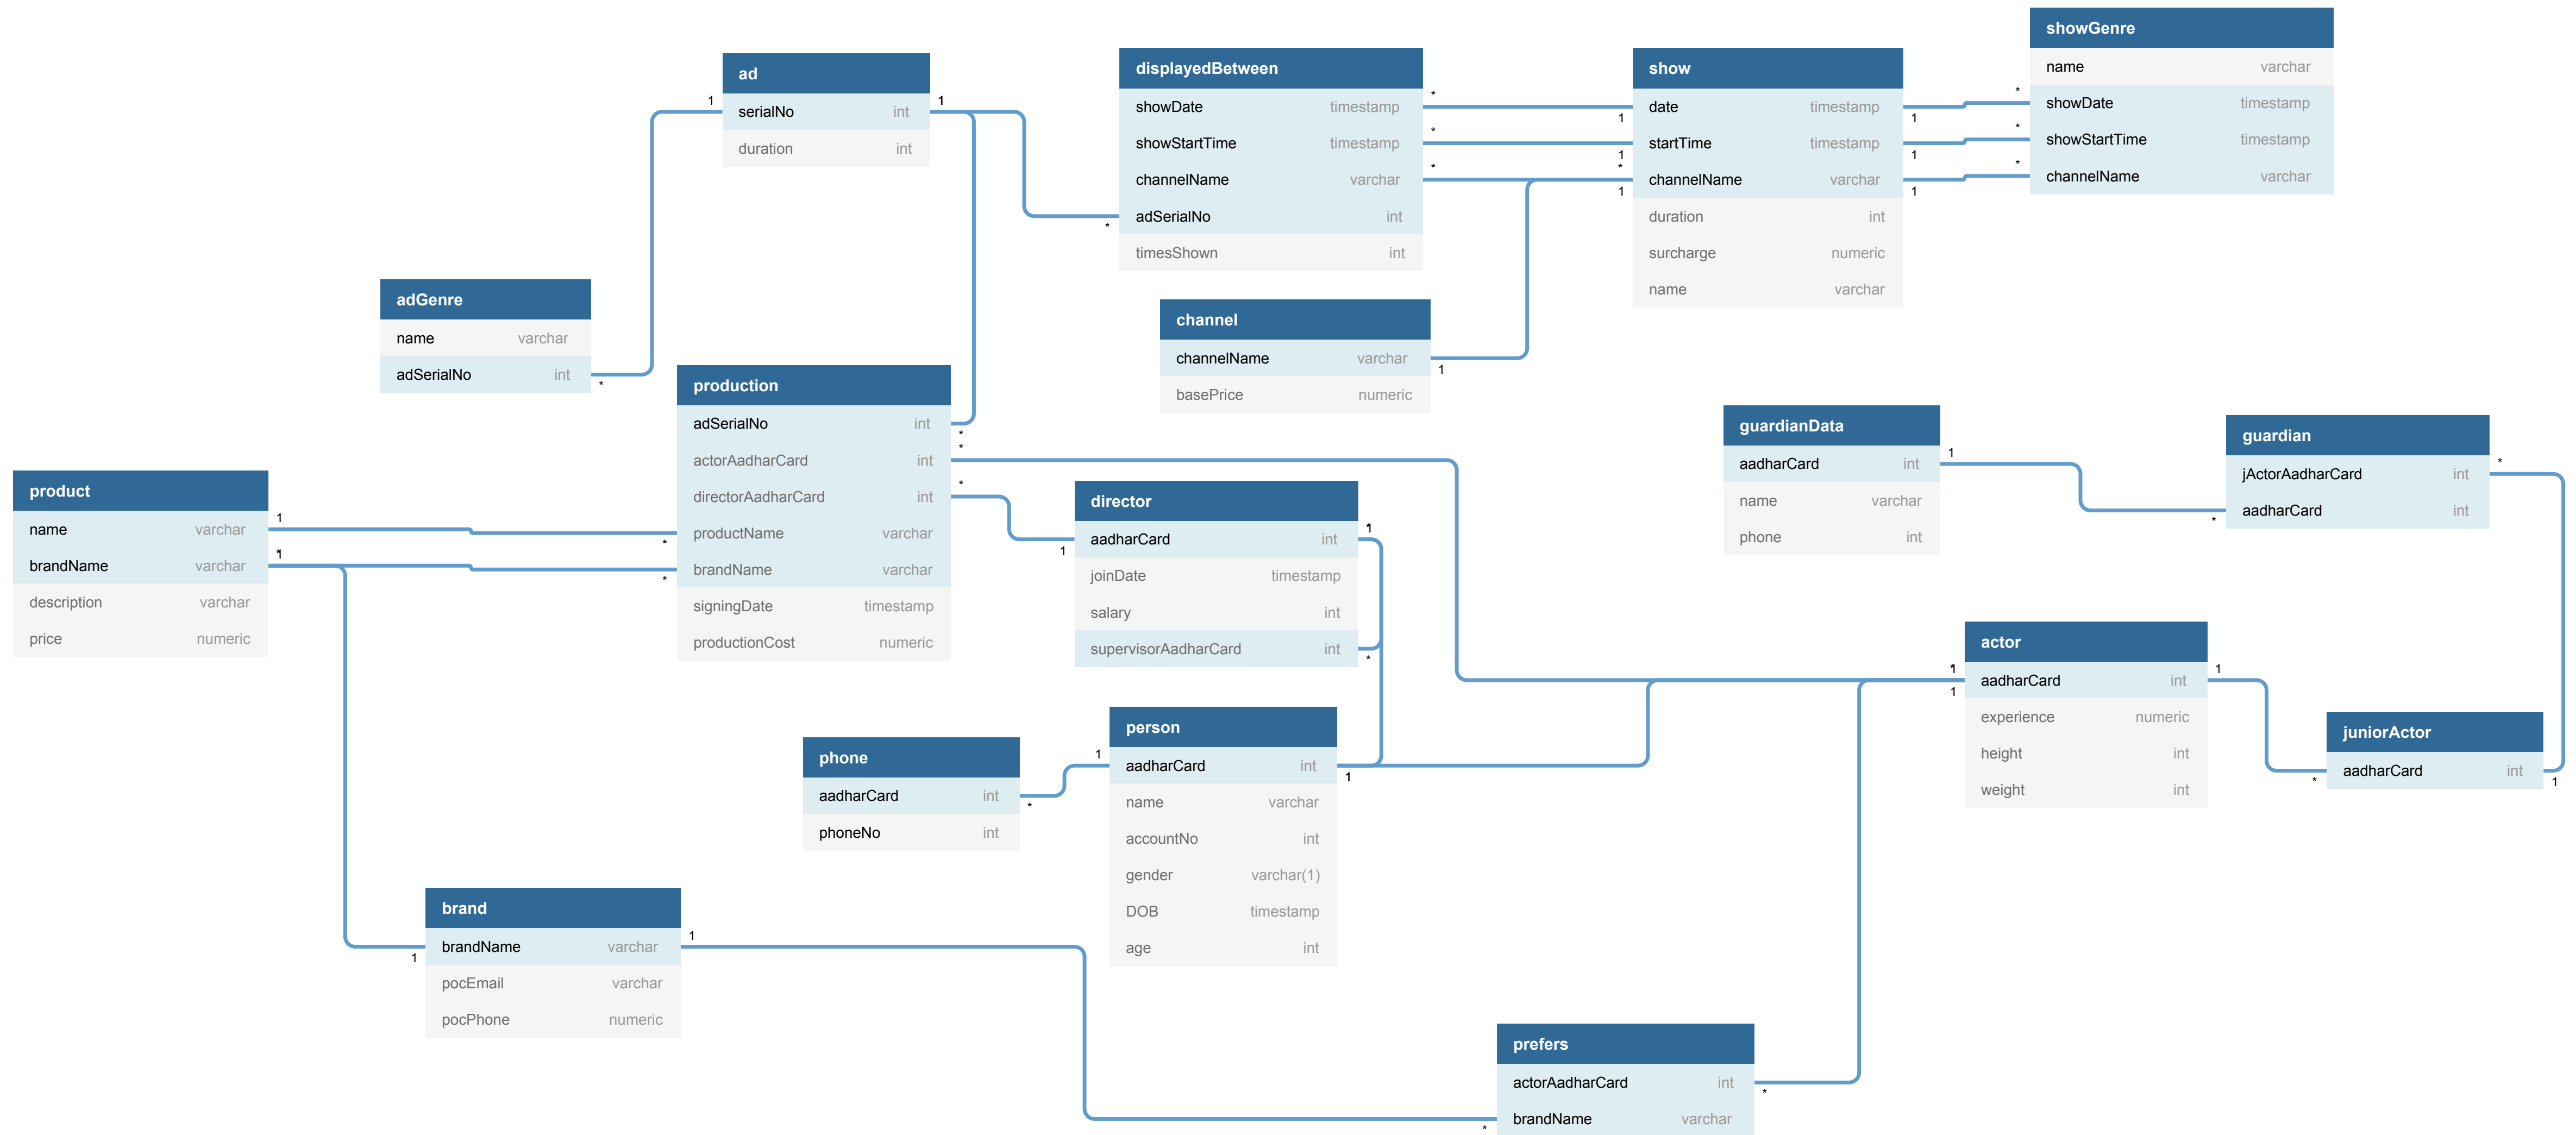 showGenre
name varchar
showDate timestamp
showStartTime timestamp
channelName varchar
displayedBetween
showDate timestamp
showStartTime timestamp
channelName varchar
adSerialNo int
timesShown int
show
date timestamp
startTime timestamp
channelName varchar
duration int
surcharge numeric
name varchar
ad
serialNo int
duration int
adGenre
name varchar
adSerialNo int
channel
channelName varchar
basePrice numeric
production
adSerialNo int
actorAadharCard int
directorAadharCard int
productName varchar
brandName varchar
signingDate timestamp
productionCost numeric
guardianData
aadharCard int
name varchar
phone int
guardian
jActorAadharCard int
aadharCard int
product
name varchar
brandName varchar
description varchar
price numeric
director
aadharCard int
joinDate timestamp
salary int
supervisorAadharCard int
actor
aadharCard int
experience numeric
height int
weight int
juniorActor
aadharCard int
person
aadharCard int
name varchar
accountNo int
gender varchar(1)
DOB timestamp
age int
phone
aadharCard int
phoneNo int
brand
brandName varchar
pocEmail varchar
pocPhone numeric
prefers
actorAadharCard int
brandName varchar